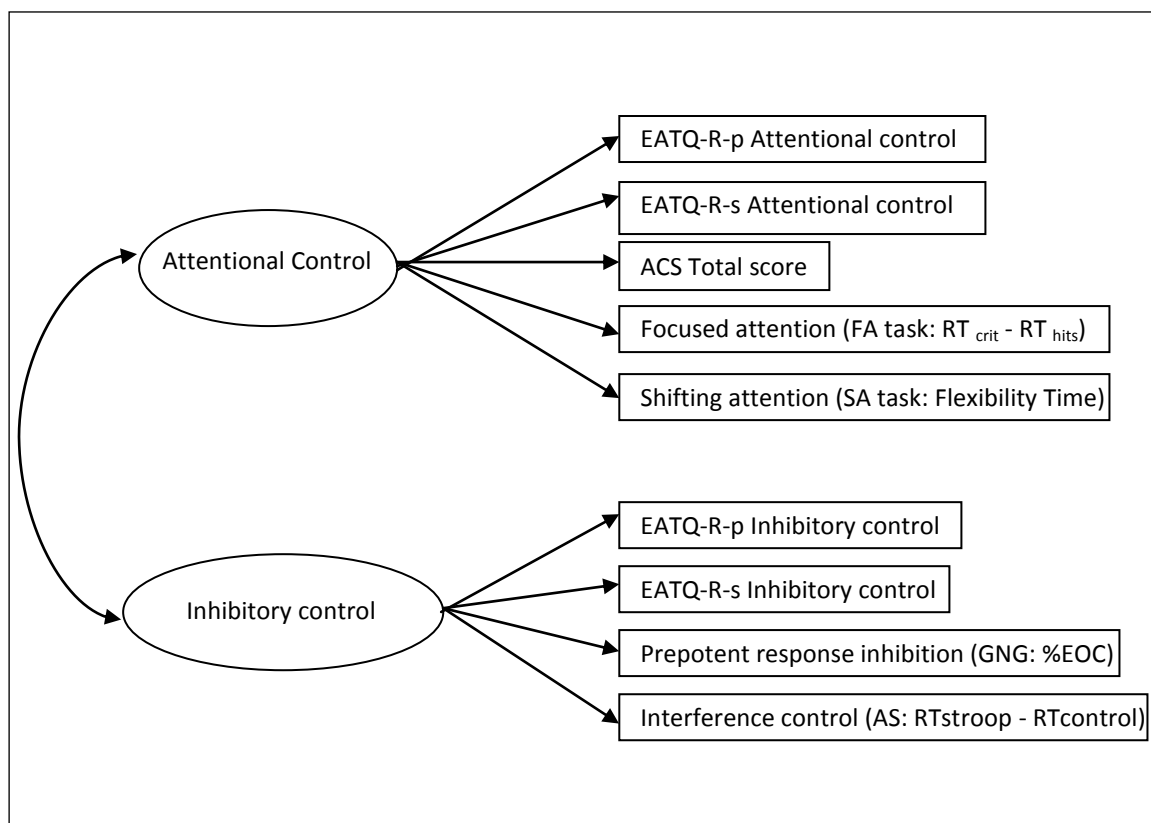 EATQ-R-p Attentional control
EATQ-R-s Attentional control
Attentional Control
ACS Total score
Focused attention (FA task: RT crit - RT hits)
Shifting attention (SA task: Flexibility Time)
EATQ-R-p Inhibitory control
EATQ-R-s Inhibitory control
Inhibitory control
Prepotent response inhibition (GNG: %EOC)
Interference control (AS: RTstroop - RTcontrol)